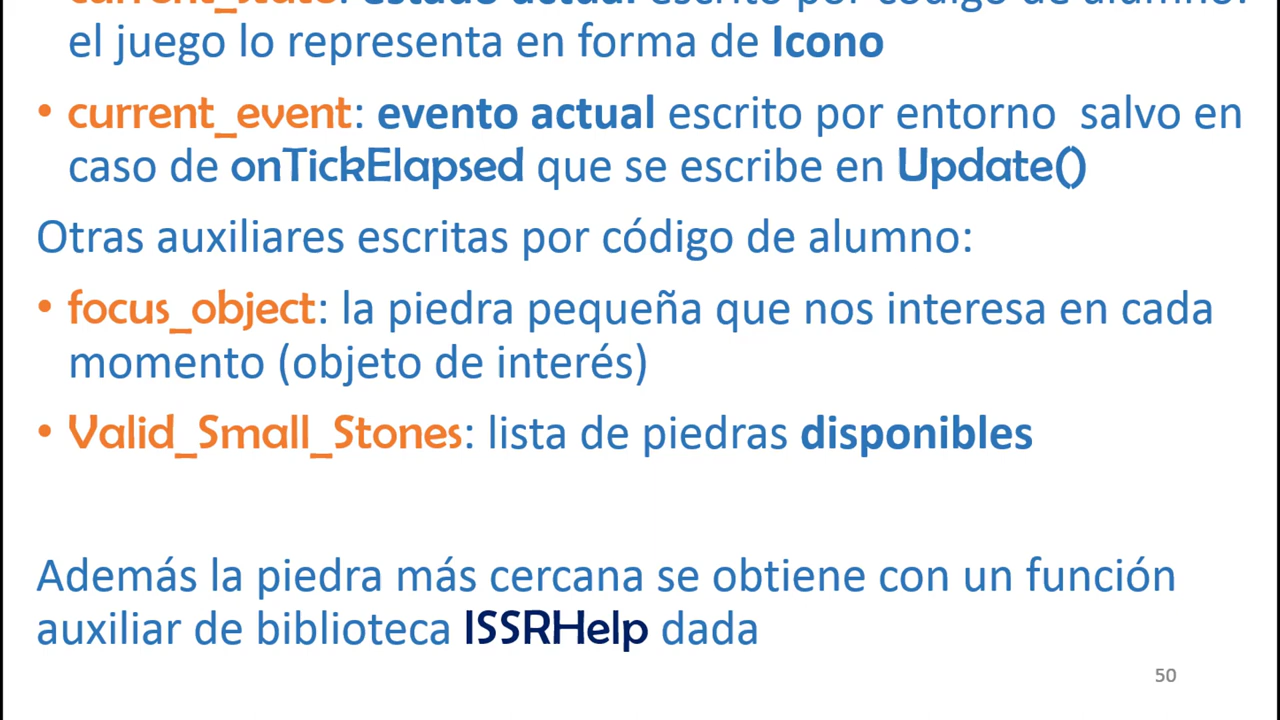 current_state: estado actual escrito por código de alumno:
el juego lo representa en forma de Icono
• current_event: evento actual escrito por entorno  salvo en
caso de onTickElapsed que se escribe en Update()
Otras auxiliares escritas por código de alumno:
• focus_object: la piedra pequeña que nos interesa en cada
momento (objeto de interés)
• Valid_Small_Stones: lista de piedras disponibles
Además la piedra más cercana se obtiene con un función
auxiliar de biblioteca ISSRHelp dada
50